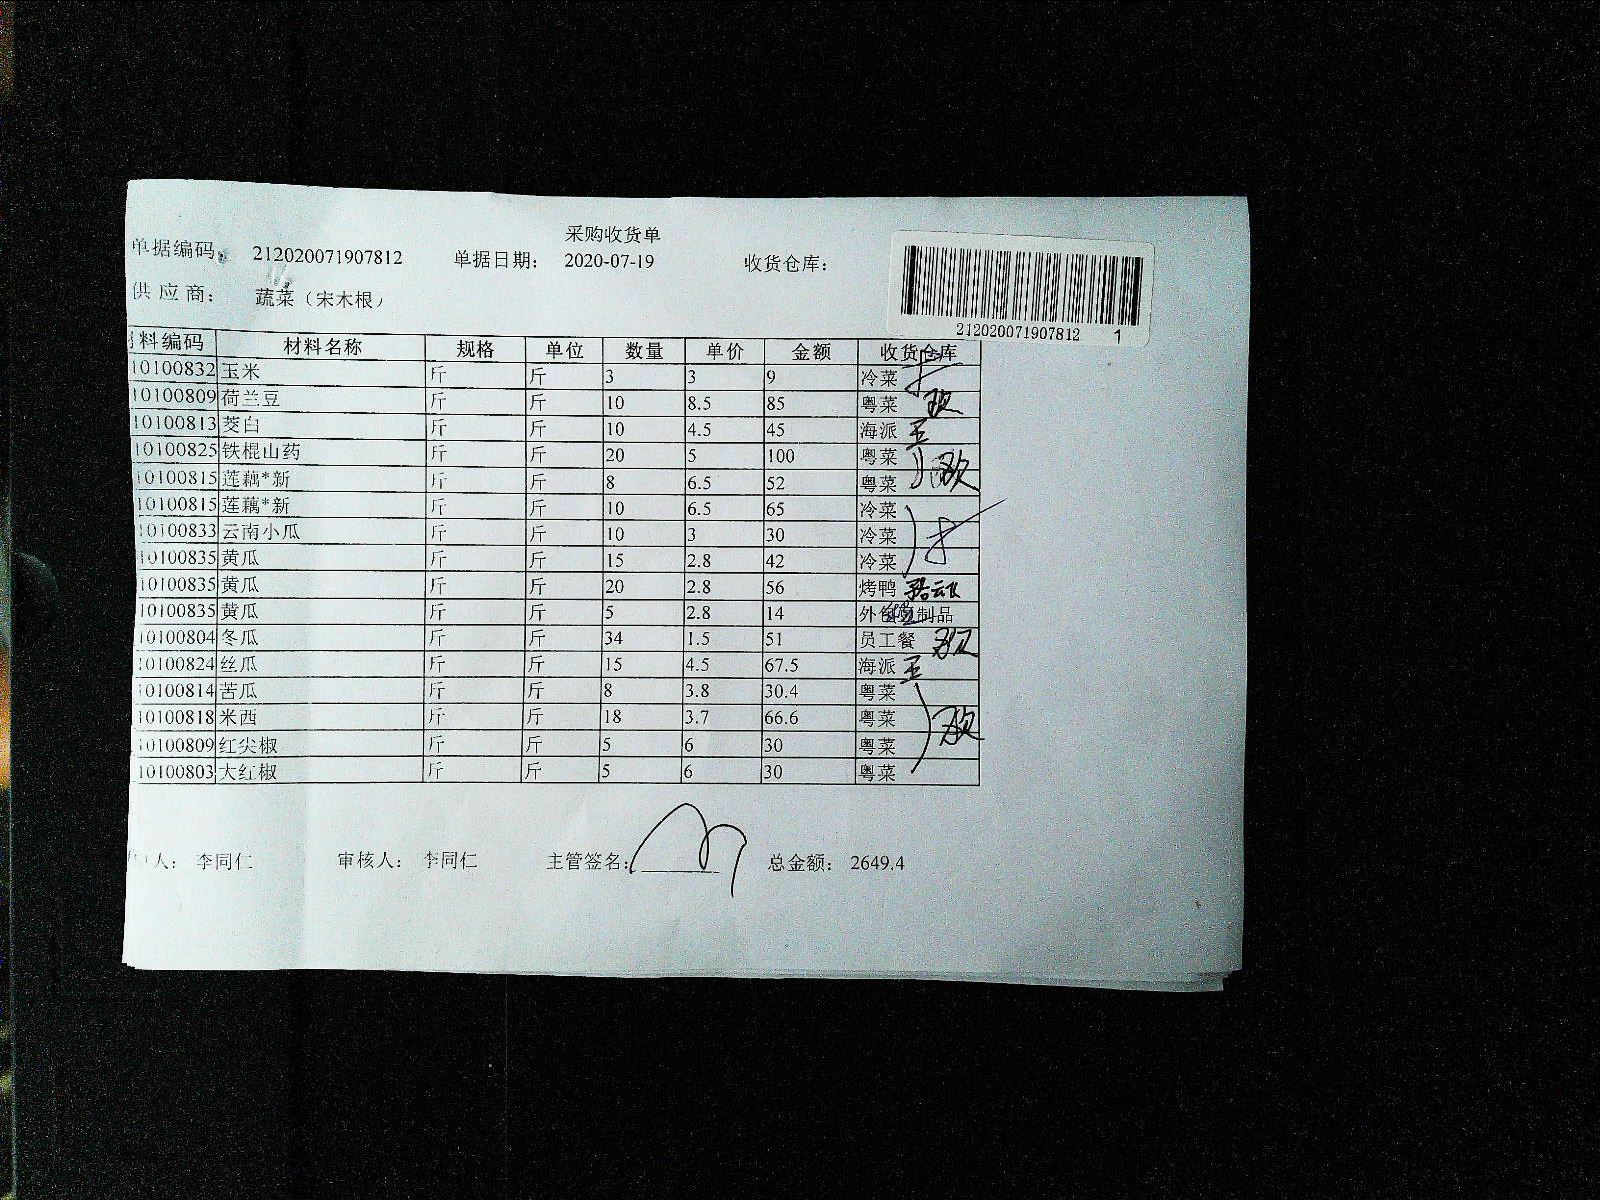 采购收货单
单据编码: 212020071907812 单据日期: 2020-07-19 收货仓库:
供应商: 蔬菜（宋木根）
212020071907812 1
料编码 材料名称 规格 单位 数量 单价 金额 收货仓库
10100832 玉米 斤 斤 3 3 9 冷菜
10100809 荷兰豆 斤 斤 10 8.5 85 粤菜
10100813 茭白 斤 斤 10 4.5 45 海派 王
10100825 铁棍山药 斤 斤 20 5 100 粤菜
10100815 莲藕*新 斤 斤 8 6.5 52 粤菜
10100815 莲藕*新 斤 斤 10 6.5 65 冷菜
10100833 云南小瓜 斤 斤 10 3 30 冷菜
10100835 黄瓜 斤 斤 15 2.8 42 冷菜
10100835 黄瓜 斤 斤 20 2.8 56 烤鸭
10100835 黄瓜 斤 斤 5 2.8 14 外包 制品
10100804 冬瓜 斤 斤 34 1.5 51 员工餐
10100824 丝瓜 斤 斤 15 4.5 67.5 海派 王
10100814 苦瓜 斤 斤 8 3.8 30.4 粤菜
10100818 米西 斤 斤 18 3.7 66.6 粤菜
10100809 红尖椒 斤 斤 5 6 30 粤菜
10100803 大红椒 斤 斤 5 6 30 粤菜
人: 李同仁 审核人: 李同仁 主管签名: 总金额: 2649.4